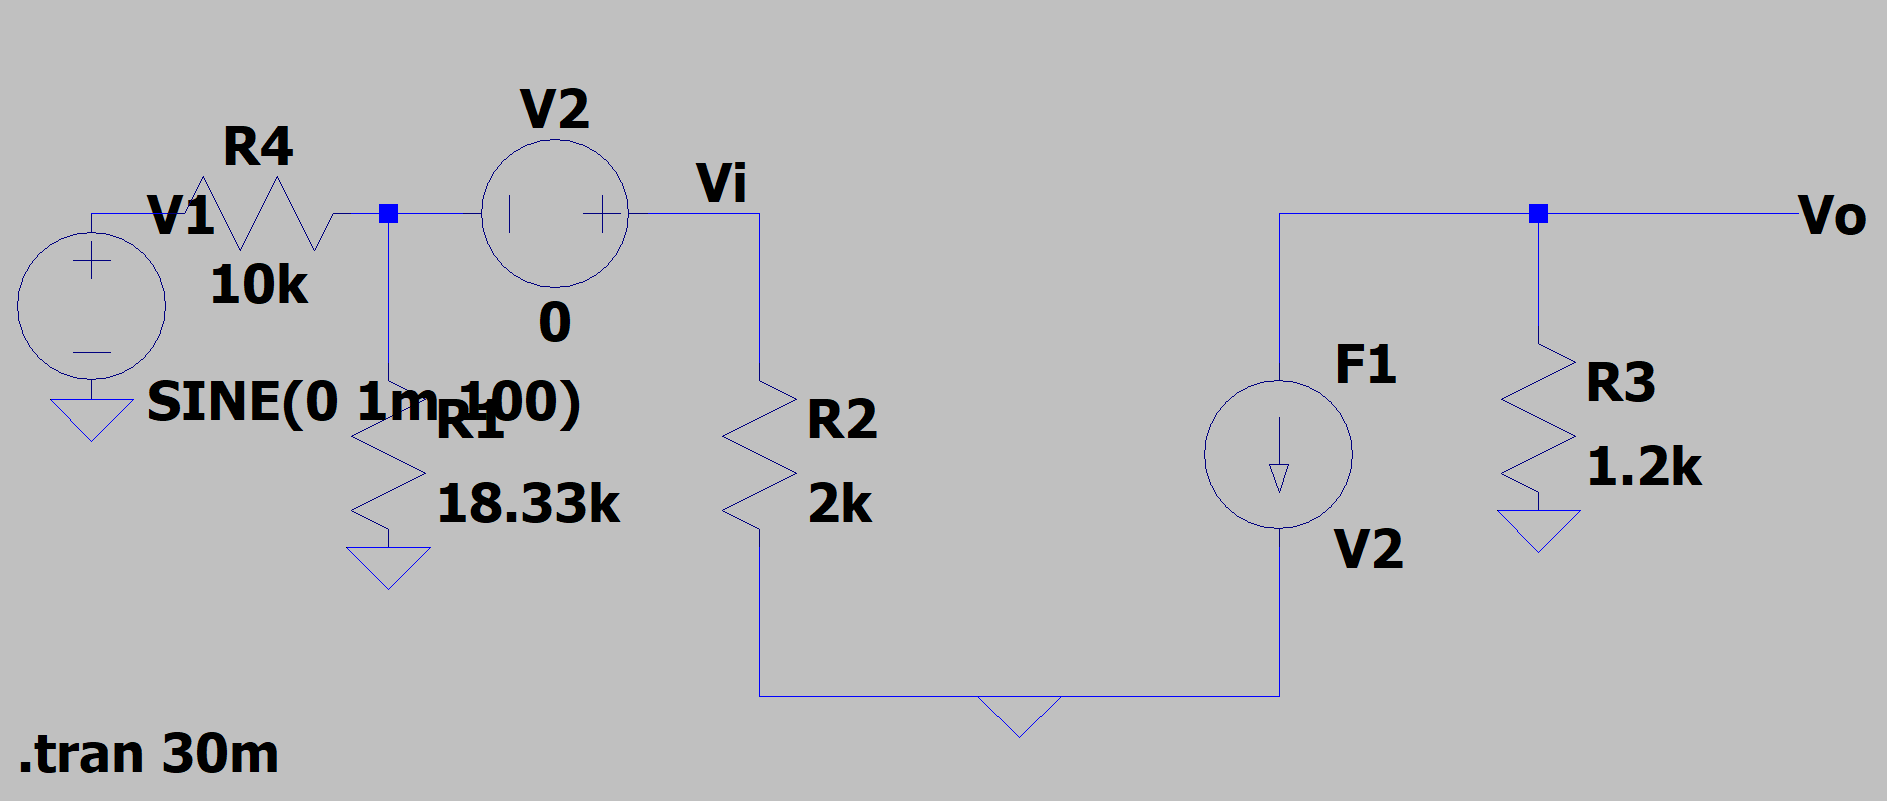 V2
R4
Vi
V1
Vo
10k
0
F1
R3
SINE(0 1m 100)
R1
R2
1.2k
18.33k
2k
V2
.tran 30m